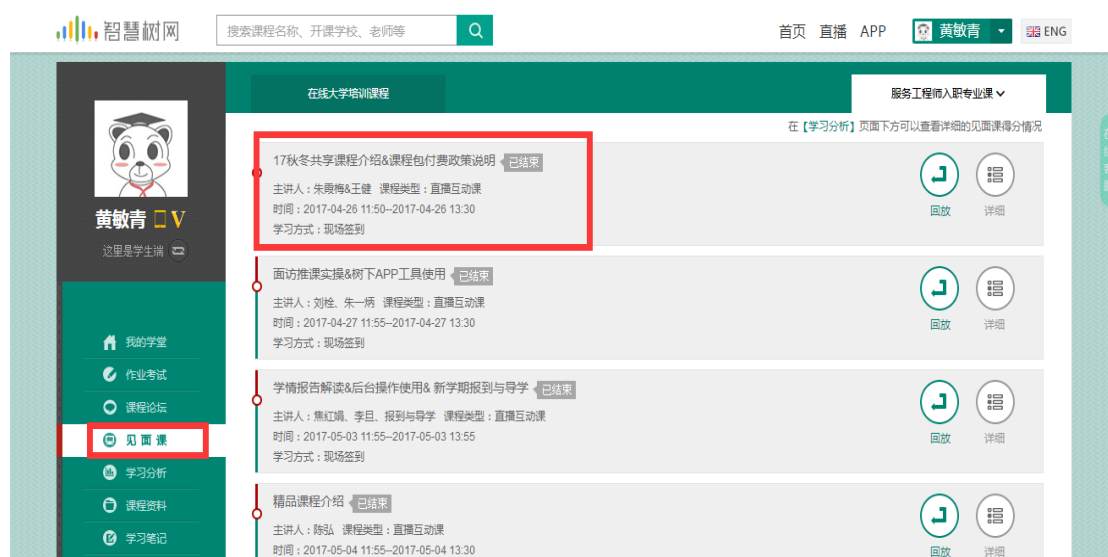 智慧树网
搜索课程名称、开课学校、老师等
首页 直播 APP 黄敏青 ENG
在线大学培训课程
服务工程师入职专业课
在【学习分析】页面下方可以查看详细的见面课得分情况
黄敏青 V
这里是学生端
我的学堂
作业考试
课程论坛
见面课
学习分析
课程资料
学习笔记
17秋冬共享课程介绍&课程包付费政策说明 已结束
主讲人：朱霞梅&王健 课程类型：直播互动课
时间：2017-04-26 11:50--2017-04-26 13:30
学习方式：现场签到
回放 详细
面访推课实操&树下APP工具使用 已结束
主讲人：刘栓、朱一炳 课程类型：直播互动课
时间：2017-04-27 11:55--2017-04-27 13:30
学习方式：现场签到
回放 详细
学情报告解读&后台操作使用& 新学期报到与导学 已结束
主讲人：焦红娟、李旦、报到与导学 课程类型：直播互动课
时间：2017-05-03 11:55--2017-05-03 13:55
学习方式：现场签到
回放 详细
精品课程介绍 已结束
主讲人：陈弘 课程类型：直播互动课
时间：2017-05-04 11:55--2017-05-04 13:30
回放 详细